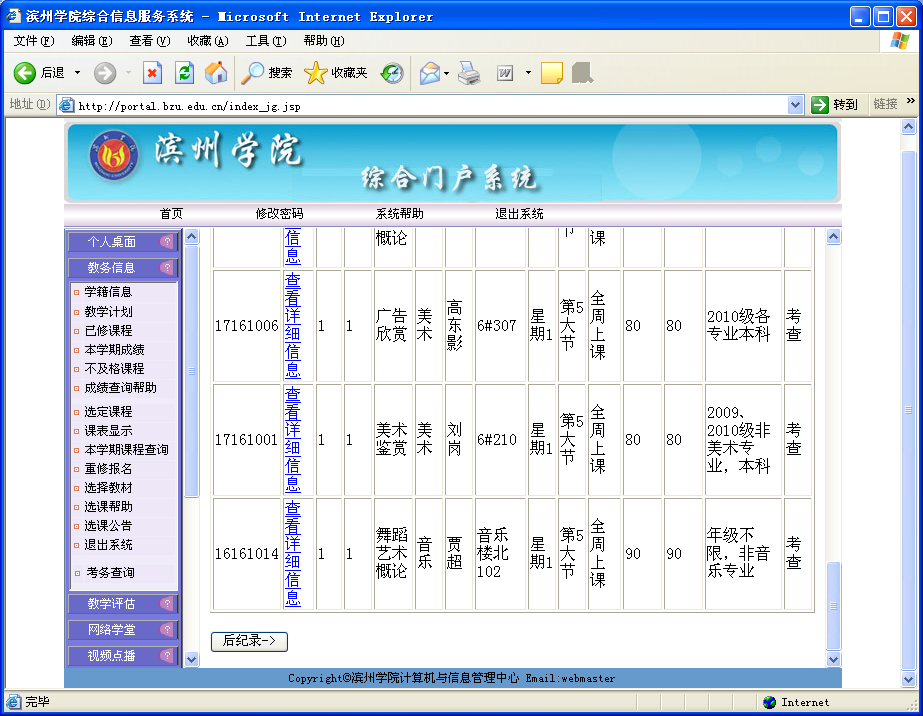 滨州学院综合信息服务系统 - Microsoft Internet Explorer
文件(F) 编辑(E) 查看(V) 收藏(A) 工具(T) 帮助(H)
后退 搜索 收藏夹
地址(D) http://portal.bzu.edu.cn/index_jg.jsp 转到 链接 »
滨州学院
综合门户系统
首页 修改密码 系统帮助 退出系统
个人桌面
教务信息
学籍信息
教学计划
已修课程
本学期成绩
不及格课程
成绩查询帮助
选定课程
课表显示
本学期课程查询
重修报名
选择教材
选课帮助
选课公告
退出系统
考务查询
教学评估
网络学堂
视频点播
信
息
概论
节
课
17161006
查
看
详
细
信
息
1
1
广告
欣赏
美
术
高
东
影
6#307
星
期1
第5
大
节
全
周
上
课
80
80
2010级各
专业本科
考
查
17161001
查
看
详
细
信
息
1
1
美术
鉴赏
美
术
刘
岗
6#210
星
期1
第5
大
节
全
周
上
课
80
80
2009、
2010级非
美术专
业，本科
考
查
16161014
查
看
详
细
信
息
1
1
舞蹈
艺术
概论
音
乐
贾
超
音乐
楼北
102
星
期1
第5
大
节
全
周
上
课
90
90
年级不
限，非音
乐专业
考
查
后纪录->
Copyright©滨州学院计算机与信息管理中心 Email:webmaster
完毕 Internet